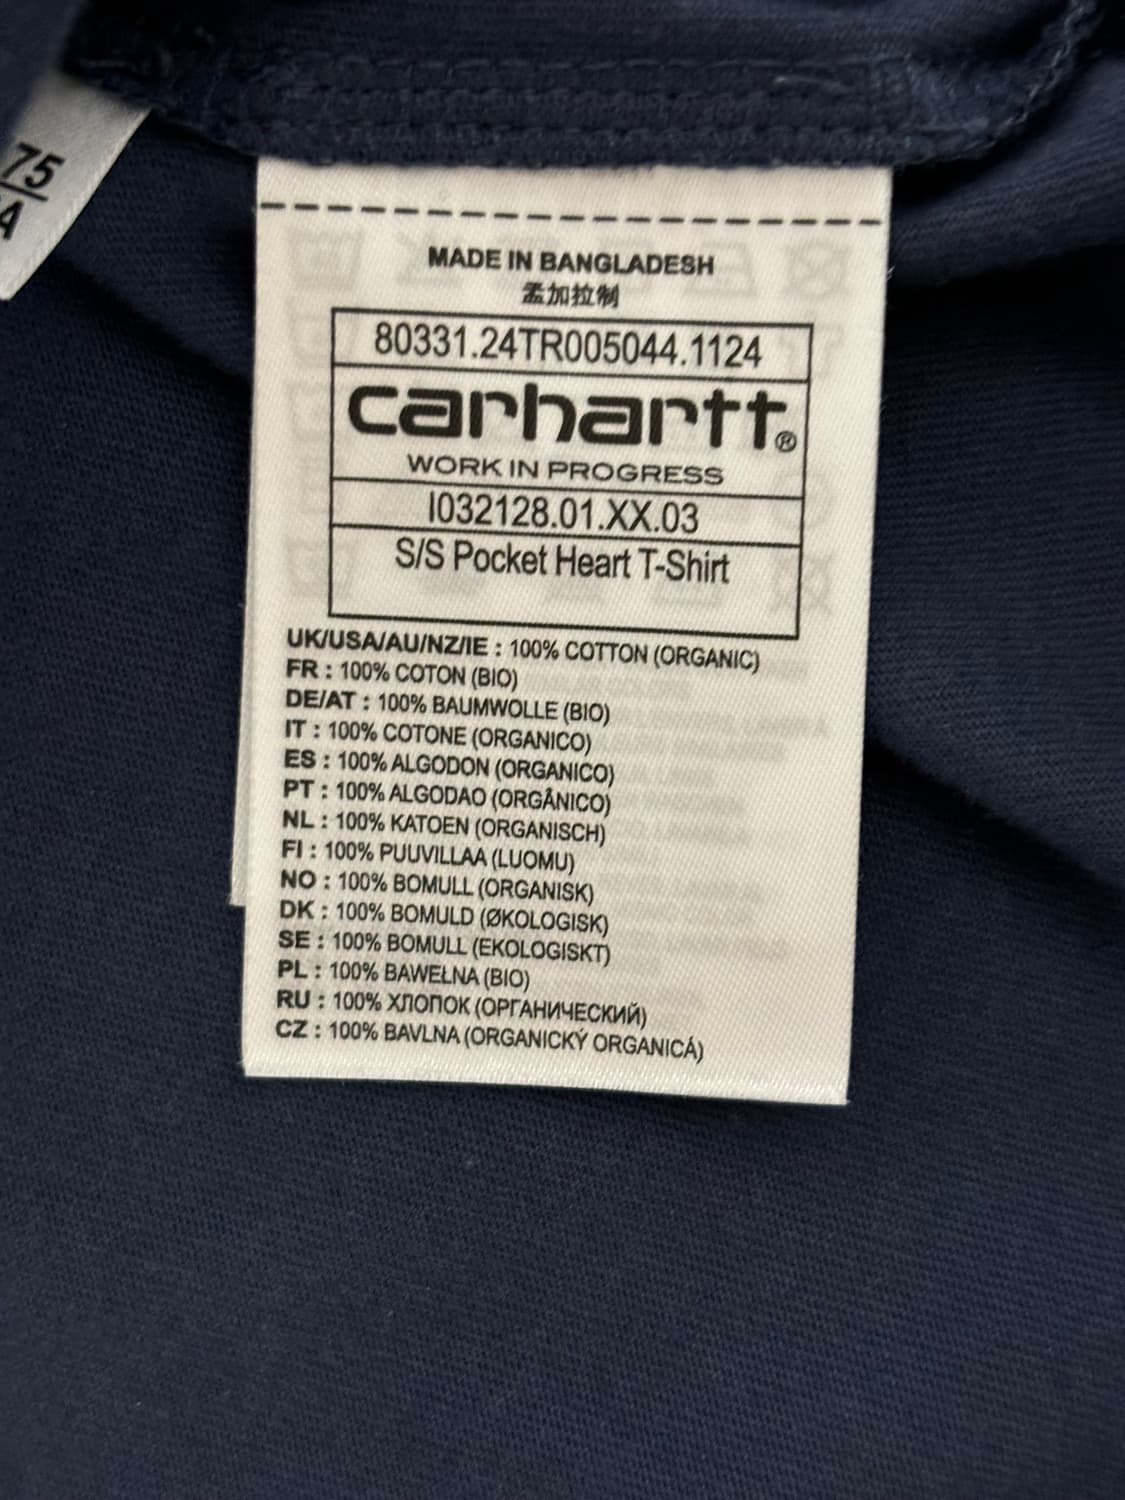 75
A
MADE IN BANGLADESH
孟加拉制
80331.24TR005044.1124
carhartt®
WORK IN PROGRESS
I032128.01.XX.03
S/S Pocket Heart T-Shirt
UK/USA/AU/NZ/IE : 100% COTTON (ORGANIC)
FR : 100% COTON (BIO)
DE/AT : 100% BAUMWOLLE (BIO)
IT : 100% COTONE (ORGANICO)
ES : 100% ALGODON (ORGANICO)
PT : 100% ALGODAO (ORGÂNICO)
NL : 100% KATOEN (ORGANISCH)
FI : 100% PUUVILLAA (LUOMU)
NO : 100% BOMULL (ORGANISK)
DK : 100% BOMULD (ØKOLOGISK)
SE : 100% BOMULL (EKOLOGISKT)
PL : 100% BAWEŁNA (BIO)
RU : 100% ХЛОПОК (ОРГАНИЧЕСКИЙ)
CZ : 100% BAVLNA (ORGANICKÝ ORGANICÁ)